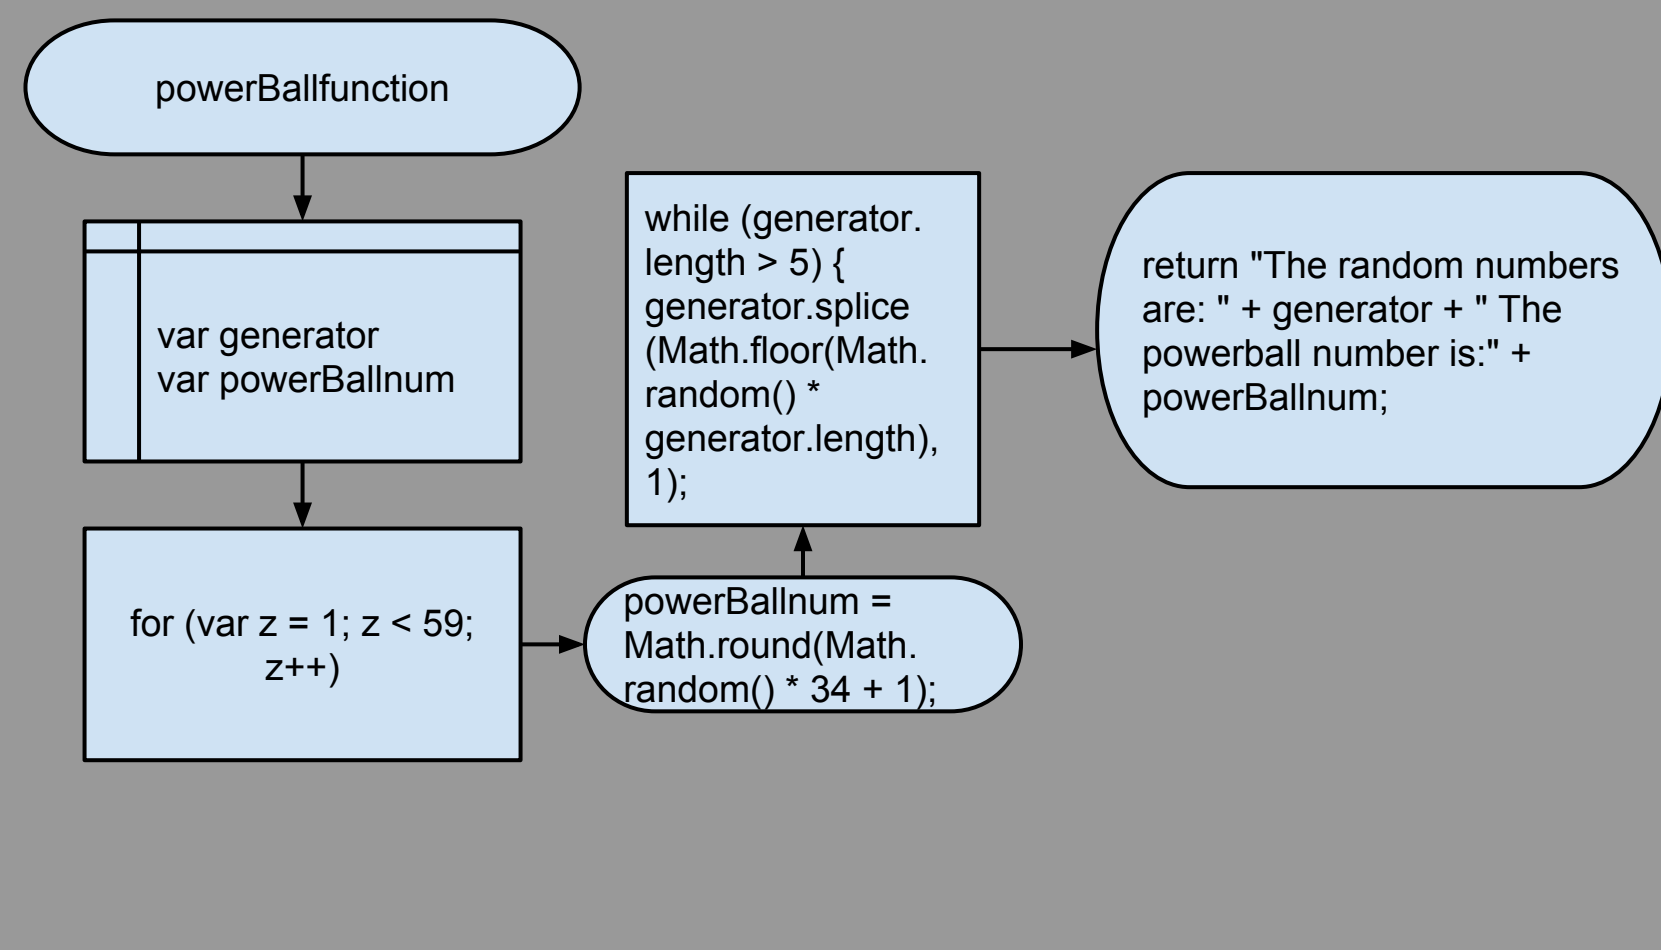 powerBallfunction
var generator
var powerBallnum
for (var z = 1; z < 59;
z++)
powerBallnum =
Math.round(Math.
random() * 34 + 1);
while (generator.
length > 5) {
generator.splice
(Math.floor(Math.
random() *
generator.length),
1);
return "The random numbers
are: " + generator + " The
powerball number is:" +
powerBallnum;